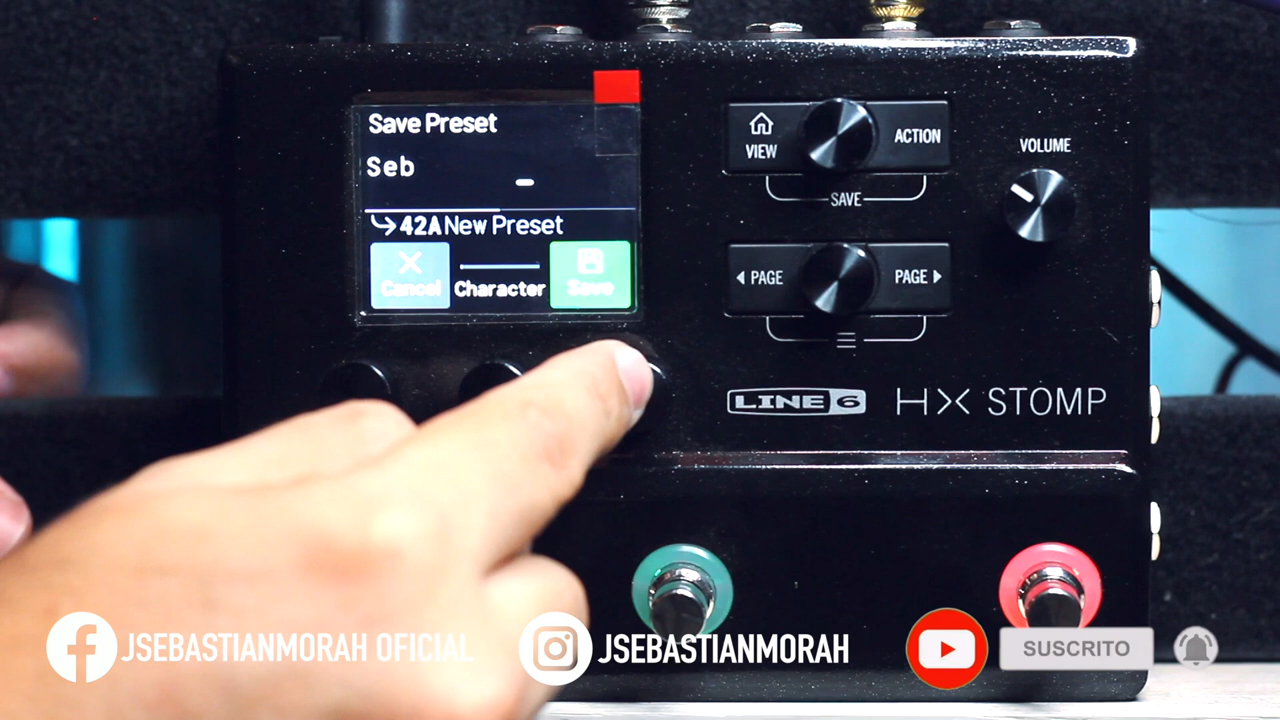 Save Preset
Seb
42A New Preset
Cancel
Character
Save
VIEW
ACTION
SAVE
VOLUME
PAGE
PAGE
LINE 6
HX STOMP
JSEBASTIANMORAH OFICIAL
JSEBASTIANMORAH
SUSCRITO